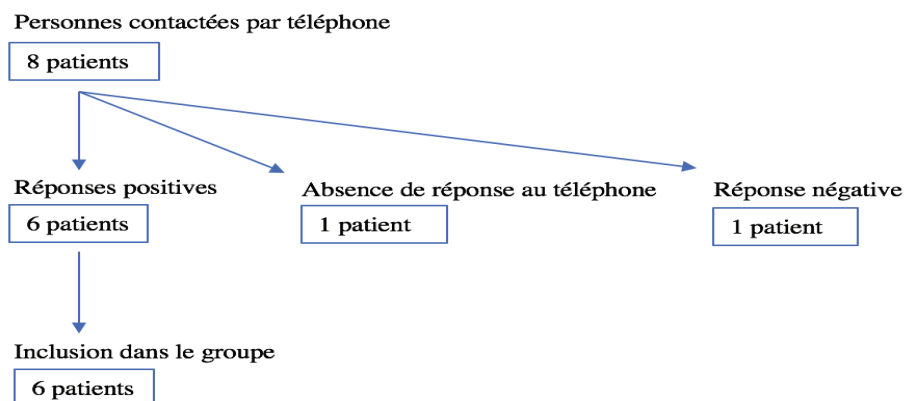 Personnes contactées par téléphone
8 patients
Réponses positives
6 patients
Absence de réponse au téléphone
1 patient
Réponse négative
1 patient
Inclusion dans le groupe
6 patients